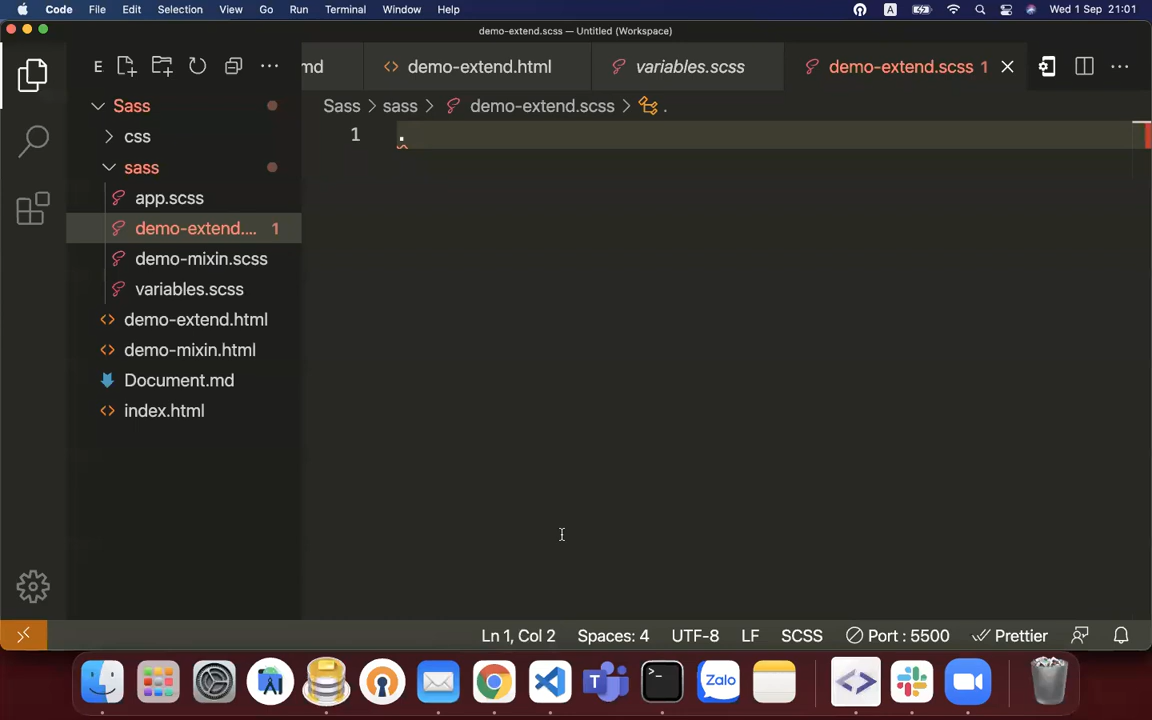 Code File Edit Selection View Go Run Terminal Window Help A Wed 1 Sep 21:01
demo-extend.scss — Untitled (Workspace)
E
md demo-extend.html variables.scss demo-extend.scss 1
Sass
Sass > sass > demo-extend.scss > .
css
1 .
sass
app.scss
demo-extend.... 1
demo-mixin.scss
variables.scss
demo-extend.html
demo-mixin.html
Document.md
index.html
Ln 1, Col 2 Spaces: 4 UTF-8 LF SCSS Port : 5500 Prettier
Zalo